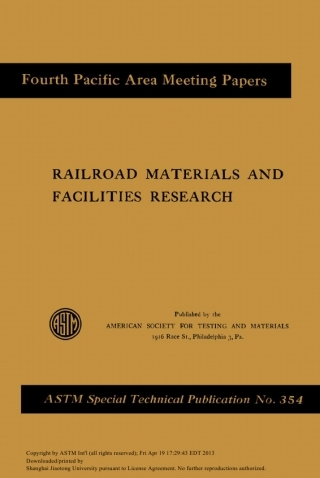 Fourth Pacific Area Meeting Papers
RAILROAD MATERIALS AND
FACILITIES RESEARCH
ASTM
Published by the
AMERICAN SOCIETY FOR TESTING AND MATERIALS
1916 Race St., Philadelphia 3, Pa.
ASTM Special Technical Publication No. 354
Copyright by ASTM Int'l (all rights reserved); Fri Apr 19 17:29:43 EDT 2013
Downloaded/printed by
Shanghai Jiaotong University pursuant to License Agreement. No further reproductions authorized.